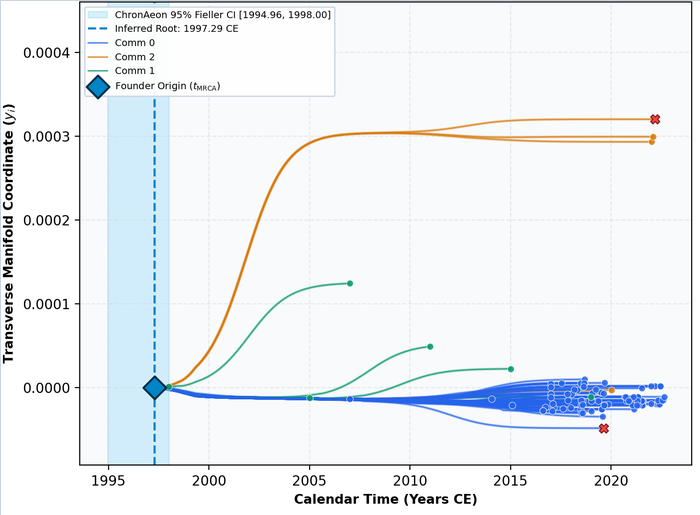 ChronAeon 95% Fieller CI [1994.96, 1998.00]
Inferred Root: 1997.29 CE
Comm 0
Comm 2
Comm 1
Founder Origin (tMRCA)
Transverse Manifold Coordinate (yi)
0.0004
0.0003
0.0002
0.0001
0.0000
1995 2000 2005 2010 2015 2020
Calendar Time (Years CE)